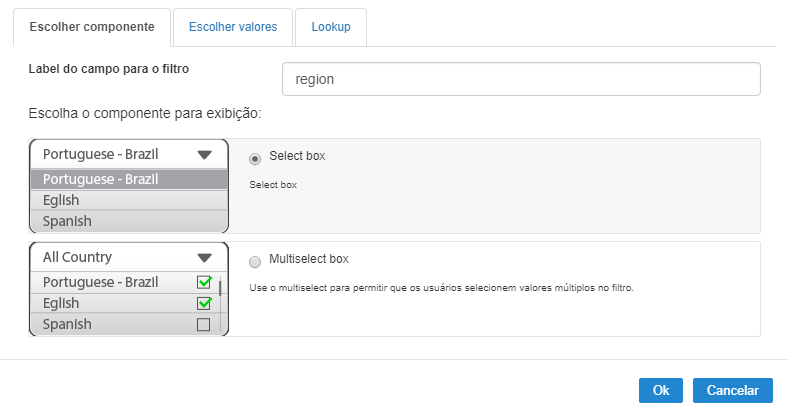 Escolher componente
Escolher valores
Lookup
Label do campo para o filtro
region
Escolha o componente para exibição:
Portuguese - Brazil
Portuguese - Brazil
Eglish
Spanish
Select box
Select box
All Country
Portuguese - Brazil
Eglish
Spanish
Multiselect box
Use o multiselect para permitir que os usuários selecionem valores múltiplos no filtro.
Ok
Cancelar